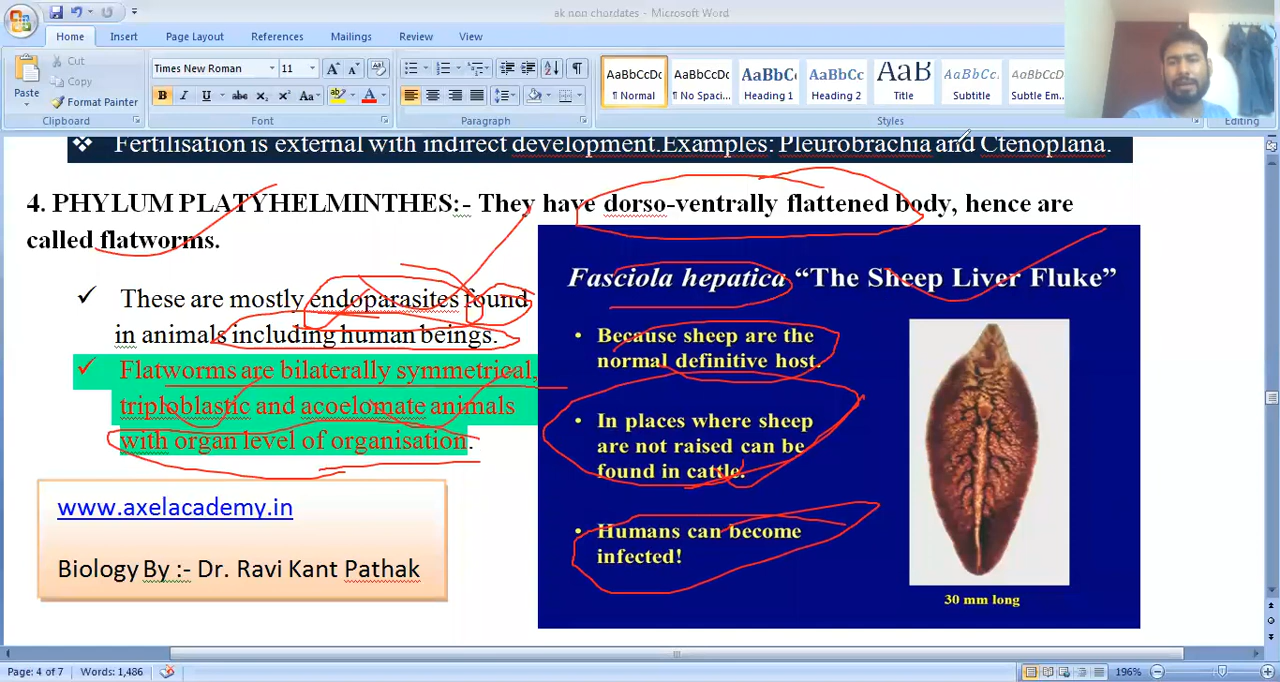 ak non chordates - Microsoft Word
Home Insert Page Layout References Mailings Review View
Paste
Cut
Copy
Format Painter
Clipboard
Times New Roman 11
Font
Paragraph
AaBbCcDc AaBbCcDc AaBbC AaBbCc AaB AaBbCc. AaBbCcDc
¶ Normal ¶ No Spaci... Heading 1 Heading 2 Title Subtitle Subtle Em...
Styles
Editing
❖ Fertilisation is external with indirect development.Examples: Pleurobrachia and Ctenoplana.
4. PHYLUM PLATYHELMINTHES:- They have dorso-ventrally flattened body, hence are
called flatworms.
✓ These are mostly endoparasites found
in animals including human beings.
✓ Flatworms are bilaterally symmetrical,
triploblastic and acoelomate animals
with organ level of organisation.
www.axelacademy.in
Biology By :- Dr. Ravi Kant Pathak
Fasciola hepatica “The Sheep Liver Fluke”
• Because sheep are the
normal definitive host.
• In places where sheep
are not raised can be
found in cattle.
• Humans can become
infected!
30 mm long
Page: 4 of 7 Words: 1,486
196%